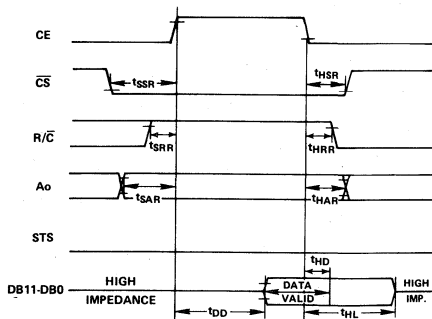 CE
CS
tSSR
tHSR
R/C
tSRR
tHRR
Ao
tSAR
tHAR
STS
tHD
DB11-DB0
HIGH
IMPEDANCE
DATA
VALID
HIGH
IMP.
tDD
tHL